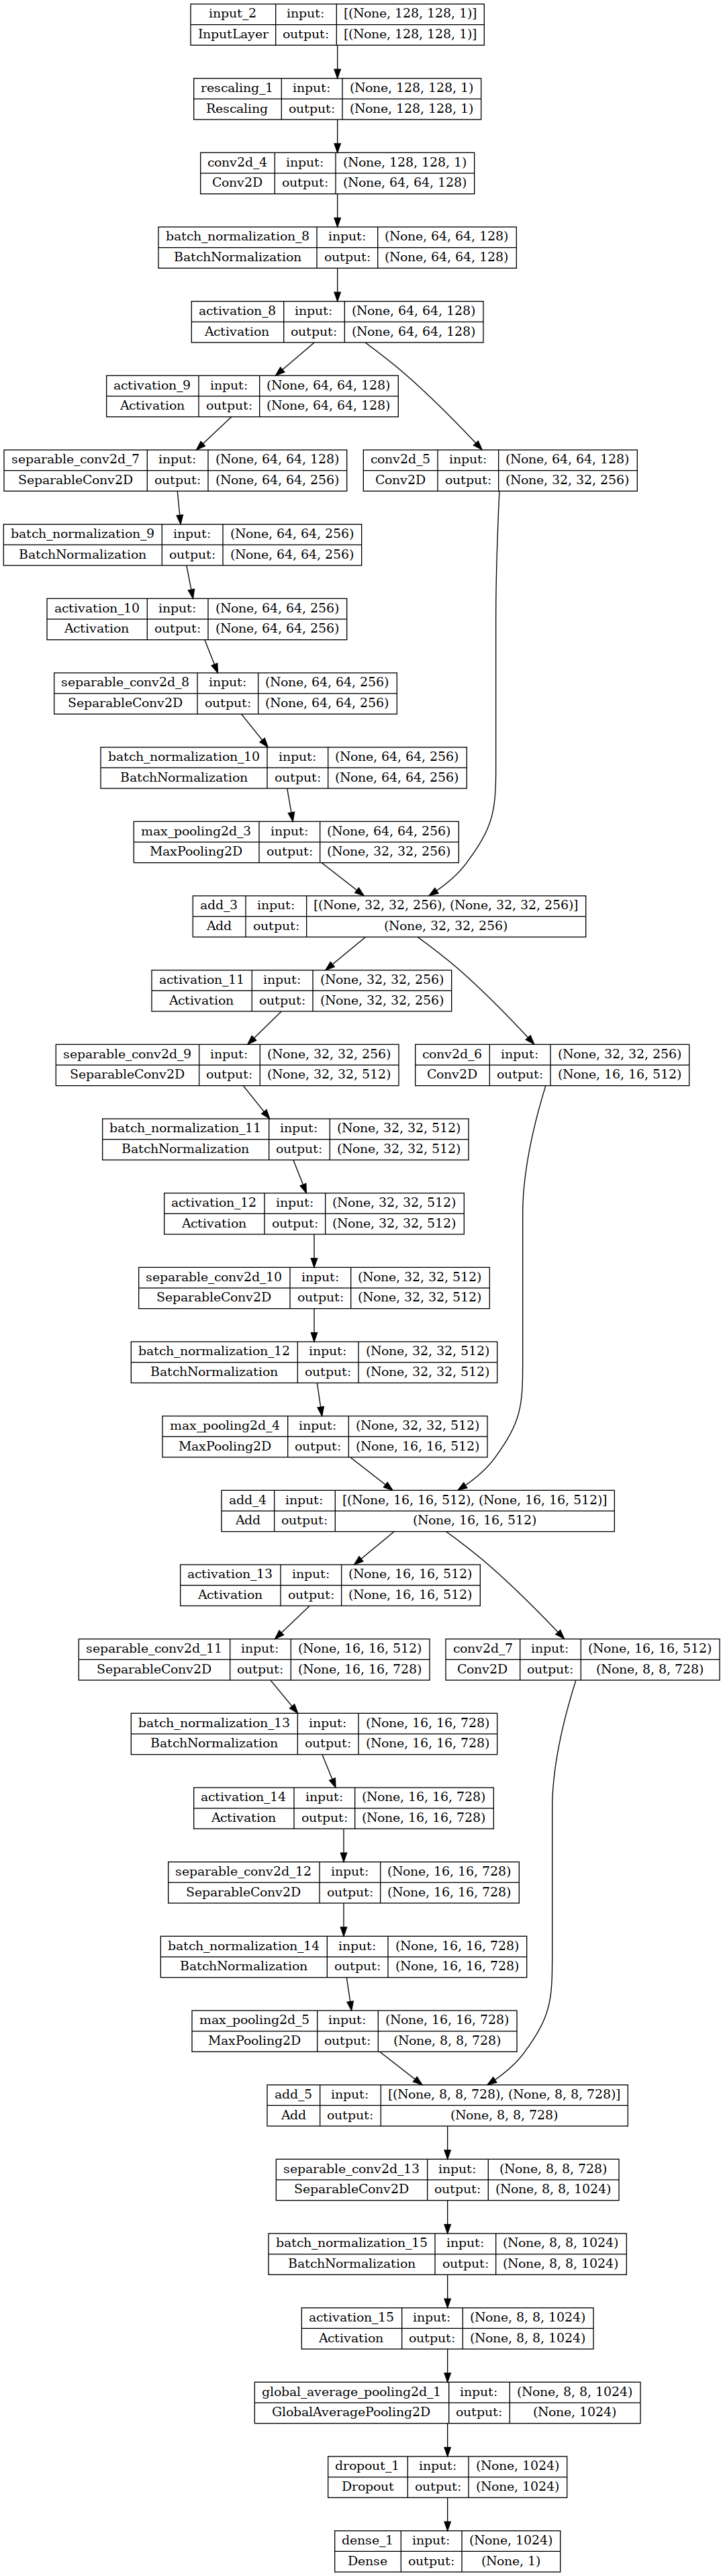 input_2 input: [(None, 128, 128, 1)]
InputLayer output: [(None, 128, 128, 1)]
rescaling_1 input: (None, 128, 128, 1)
Rescaling output: (None, 128, 128, 1)
conv2d_4 input: (None, 128, 128, 1)
Conv2D output: (None, 64, 64, 128)
batch_normalization_8 input: (None, 64, 64, 128)
BatchNormalization output: (None, 64, 64, 128)
activation_8 input: (None, 64, 64, 128)
Activation output: (None, 64, 64, 128)
activation_9 input: (None, 64, 64, 128)
Activation output: (None, 64, 64, 128)
separable_conv2d_7 input: (None, 64, 64, 128)
SeparableConv2D output: (None, 64, 64, 256)
conv2d_5 input: (None, 64, 64, 128)
Conv2D output: (None, 32, 32, 256)
batch_normalization_9 input: (None, 64, 64, 256)
BatchNormalization output: (None, 64, 64, 256)
activation_10 input: (None, 64, 64, 256)
Activation output: (None, 64, 64, 256)
separable_conv2d_8 input: (None, 64, 64, 256)
SeparableConv2D output: (None, 64, 64, 256)
batch_normalization_10 input: (None, 64, 64, 256)
BatchNormalization output: (None, 64, 64, 256)
max_pooling2d_3 input: (None, 64, 64, 256)
MaxPooling2D output: (None, 32, 32, 256)
add_3 input: [(None, 32, 32, 256), (None, 32, 32, 256)]
Add output: (None, 32, 32, 256)
activation_11 input: (None, 32, 32, 256)
Activation output: (None, 32, 32, 256)
separable_conv2d_9 input: (None, 32, 32, 256)
SeparableConv2D output: (None, 32, 32, 512)
conv2d_6 input: (None, 32, 32, 256)
Conv2D output: (None, 16, 16, 512)
batch_normalization_11 input: (None, 32, 32, 512)
BatchNormalization output: (None, 32, 32, 512)
activation_12 input: (None, 32, 32, 512)
Activation output: (None, 32, 32, 512)
separable_conv2d_10 input: (None, 32, 32, 512)
SeparableConv2D output: (None, 32, 32, 512)
batch_normalization_12 input: (None, 32, 32, 512)
BatchNormalization output: (None, 32, 32, 512)
max_pooling2d_4 input: (None, 32, 32, 512)
MaxPooling2D output: (None, 16, 16, 512)
add_4 input: [(None, 16, 16, 512), (None, 16, 16, 512)]
Add output: (None, 16, 16, 512)
activation_13 input: (None, 16, 16, 512)
Activation output: (None, 16, 16, 512)
separable_conv2d_11 input: (None, 16, 16, 512)
SeparableConv2D output: (None, 16, 16, 728)
conv2d_7 input: (None, 16, 16, 512)
Conv2D output: (None, 8, 8, 728)
batch_normalization_13 input: (None, 16, 16, 728)
BatchNormalization output: (None, 16, 16, 728)
activation_14 input: (None, 16, 16, 728)
Activation output: (None, 16, 16, 728)
separable_conv2d_12 input: (None, 16, 16, 728)
SeparableConv2D output: (None, 16, 16, 728)
batch_normalization_14 input: (None, 16, 16, 728)
BatchNormalization output: (None, 16, 16, 728)
max_pooling2d_5 input: (None, 16, 16, 728)
MaxPooling2D output: (None, 8, 8, 728)
add_5 input: [(None, 8, 8, 728), (None, 8, 8, 728)]
Add output: (None, 8, 8, 728)
separable_conv2d_13 input: (None, 8, 8, 728)
SeparableConv2D output: (None, 8, 8, 1024)
batch_normalization_15 input: (None, 8, 8, 1024)
BatchNormalization output: (None, 8, 8, 1024)
activation_15 input: (None, 8, 8, 1024)
Activation output: (None, 8, 8, 1024)
global_average_pooling2d_1 input: (None, 8, 8, 1024)
GlobalAveragePooling2D output: (None, 1024)
dropout_1 input: (None, 1024)
Dropout output: (None, 1024)
dense_1 input: (None, 1024)
Dense output: (None, 1)